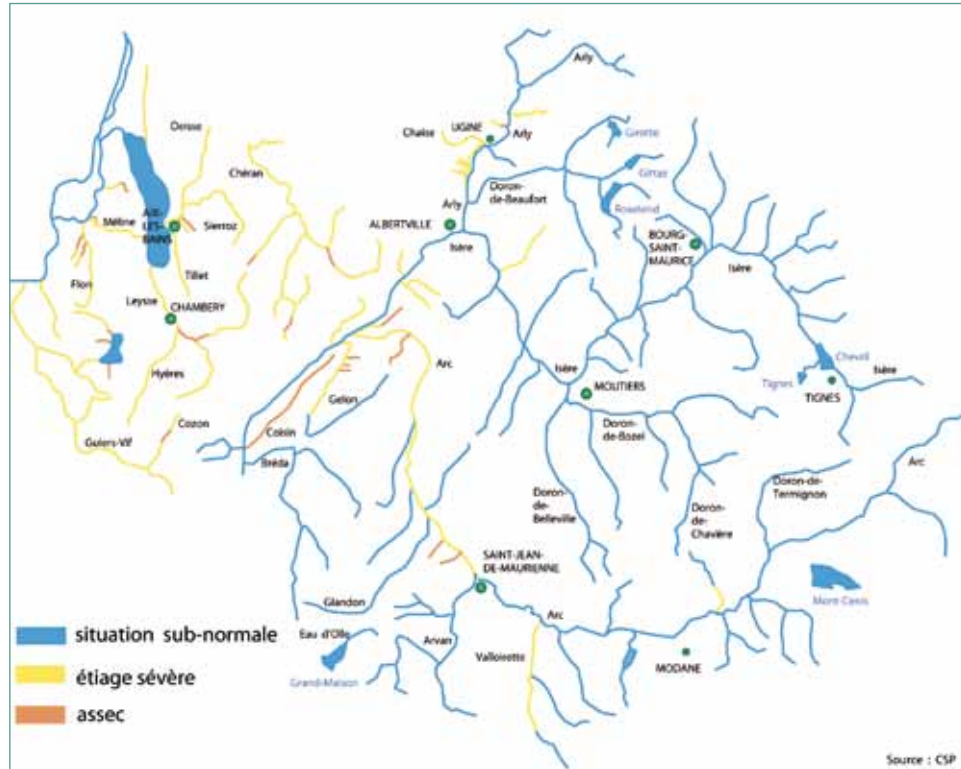 Arly
Chaise
UGINE
Arly
Girotte
Gittaz
Roselend
Doron-
de-Beaufort
Deisse
Chéran
Méline
AIX-
LES-
BAINS
Sierroz
Arly
ALBERTVILLE
Isère
BOURG-
SAINT-
MAURICE
Isère
Flon
Tillet
Leysse
CHAMBERY
Hyères
Arc
Isère
MOUTIERS
Chevril
Tignes
Isère
TIGNES
Gelon
Cozon
Coisin
Guiers-Vif
Bréda
Doron-
de-Bozel
Arc
Doron-de-
Termignon
Doron-
de-
Belleville
Doron-
de-
Chavière
SAINT-JEAN-
DE-MAURIENNE
Mont Cenis
Glandon
Arc
Eau d'Olle
Arvan
Valloirette
MODANE
Grand-Maison
situation sub-normale
étiage sévère
assec
Source : CSP